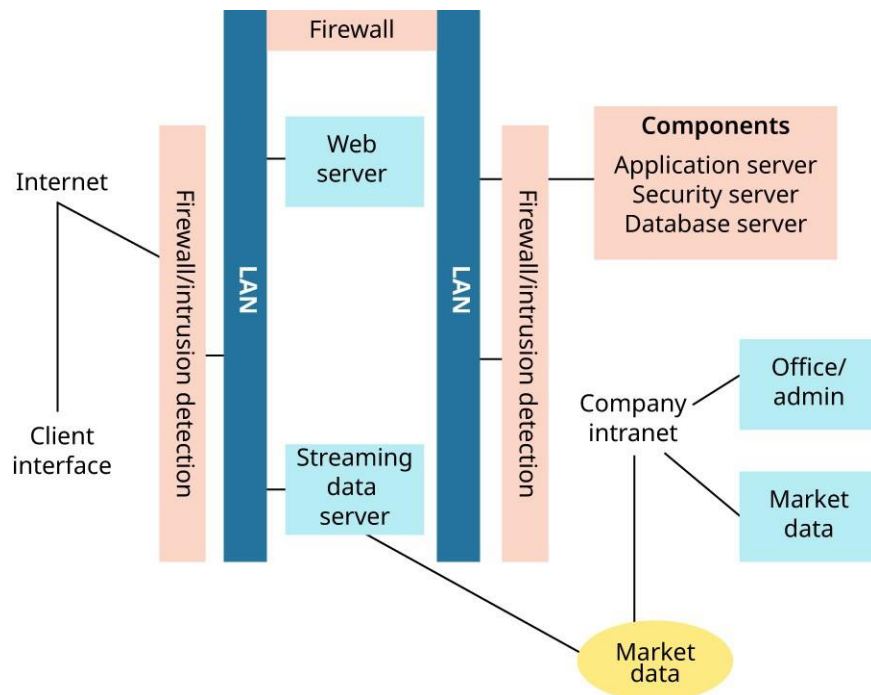 Firewall
Internet
Client
interface
Firewall/intrusion detection
LAN
Web
server
Streaming
data
server
LAN
Firewall/intrusion detection
Components
Application server
Security server
Database server
Company
intranet
Office/
admin
Market
data
Market
data